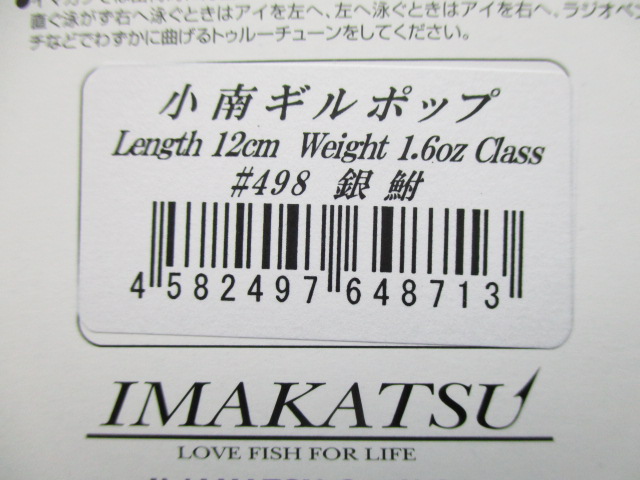 直ぐ泳がず右へ泳ぐときはアイを左へ、左へ泳ぐときはアイを右へ、ラジオペン
チなどでわずかに曲げるトゥルーチューンをしてください。
小南ギルポップ
Length 12cm Weight 1.6oz Class
#498 銀鮒
4 582497 648713
IMAKATSU
LOVE FISH FOR LIFE